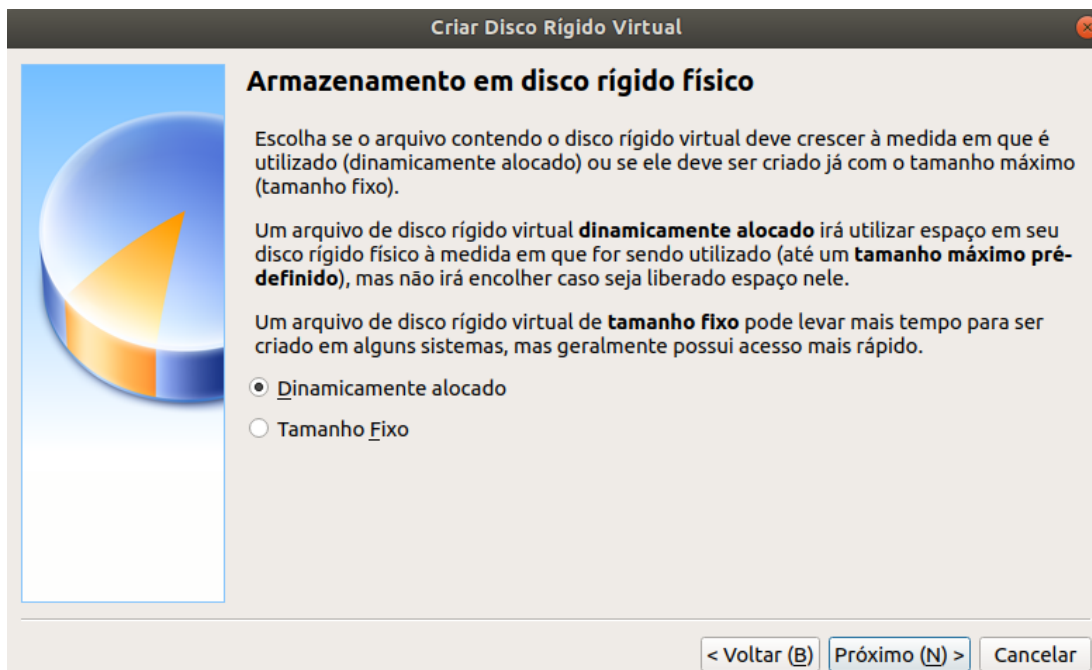 Criar Disco Rígido Virtual
Armazenamento em disco rígido físico
Escolha se o arquivo contendo o disco rígido virtual deve crescer à medida em que é
utilizado (dinamicamente alocado) ou se ele deve ser criado já com o tamanho máximo
(tamanho fixo).
Um arquivo de disco rígido virtual dinamicamente alocado irá utilizar espaço em seu
disco rígido físico à medida em que for sendo utilizado (até um tamanho máximo pré-
definido), mas não irá encolher caso seja liberado espaço nele.
Um arquivo de disco rígido virtual de tamanho fixo pode levar mais tempo para ser
criado em alguns sistemas, mas geralmente possui acesso mais rápido.
Dinamicamente alocado
Tamanho Fixo
< Voltar (B) Próximo (N) > Cancelar